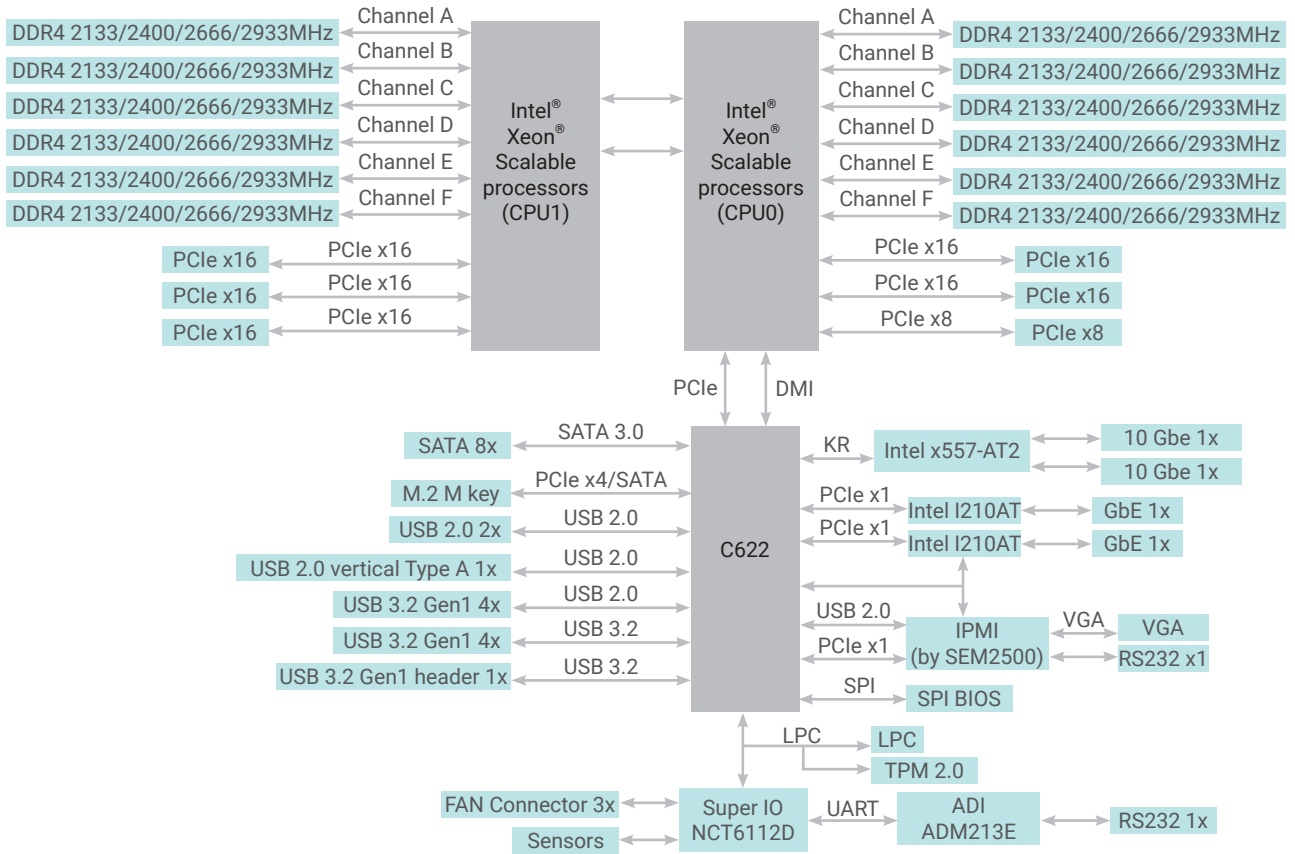 Channel A
DDR4 2133/2400/2666/2933MHz
Channel B
DDR4 2133/2400/2666/2933MHz
Channel C
DDR4 2133/2400/2666/2933MHz
Channel D
DDR4 2133/2400/2666/2933MHz
Channel E
DDR4 2133/2400/2666/2933MHz
Channel F
DDR4 2133/2400/2666/2933MHz
PCIe x16
PCIe x16
PCIe x16
PCIe x16
PCIe x16
PCIe x16
Intel®
Xeon®
Scalable
processors
(CPU1)
Intel®
Xeon®
Scalable
processors
(CPU0)
Channel A
DDR4 2133/2400/2666/2933MHz
Channel B
DDR4 2133/2400/2666/2933MHz
Channel C
DDR4 2133/2400/2666/2933MHz
Channel D
DDR4 2133/2400/2666/2933MHz
Channel E
DDR4 2133/2400/2666/2933MHz
Channel F
DDR4 2133/2400/2666/2933MHz
PCIe x16
PCIe x16
PCIe x16
PCIe x16
PCIe x8
PCIe x8
PCIe
DMI
SATA 8x
SATA 3.0
M.2 M key
PCIe x4/SATA
USB 2.0 2x
USB 2.0
USB 2.0 vertical Type A 1x
USB 2.0
USB 3.2 Gen1 4x
USB 2.0
USB 3.2 Gen1 4x
USB 3.2
USB 3.2 Gen1 header 1x
USB 3.2
C622
KR
Intel x557-AT2
10 Gbe 1x
10 Gbe 1x
PCIe x1
Intel I210AT
GbE 1x
PCIe x1
Intel I210AT
GbE 1x
USB 2.0
PCIe x1
IPMI
(by SEM2500)
VGA
VGA
RS232 x1
SPI
SPI BIOS
LPC
LPC
TPM 2.0
FAN Connector 3x
Sensors
Super IO
NCT6112D
UART
ADI
ADM213E
RS232 1x